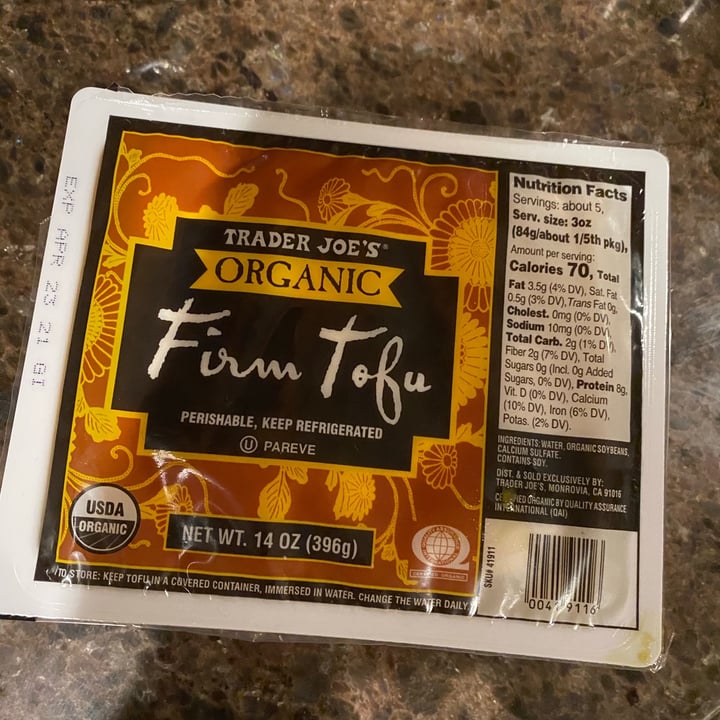 EXP APR 23 21 GI
TRADER JOE'S®
ORGANIC
Firm Tofu
PERISHABLE, KEEP REFRIGERATED
U PAREVE
USDA
ORGANIC
NET WT. 14 OZ (396g)
CERTIFIED ORGANIC
TO STORE: KEEP TOFU IN A COVERED CONTAINER, IMMERSED IN WATER. CHANGE THE WATER DAILY.
Nutrition Facts
Servings: about 5,
Serv. size: 3oz
(84g/about 1/5th pkg),
Amount per serving:
Calories 70, Total
Fat 3.5g (4% DV), Sat. Fat
0.5g (3% DV), Trans Fat 0g,
Cholest. 0mg (0% DV),
Sodium 10mg (0% DV),
Total Carb. 2g (1% DV),
Fiber 2g (7% DV), Total
Sugars 0g (Incl. 0g Added
Sugars, 0% DV), Protein 8g,
Vit. D (0% DV), Calcium
(10% DV), Iron (6% DV),
Potas. (2% DV).
INGREDIENTS: WATER, ORGANIC SOYBEANS,
CALCIUM SULFATE.
CONTAINS SOY.
DIST. & SOLD EXCLUSIVELY BY:
TRADER JOE'S, MONROVIA, CA 91016
CERTIFIED ORGANIC BY QUALITY ASSURANCE
INTERNATIONAL (QAI)
SKU# 41911